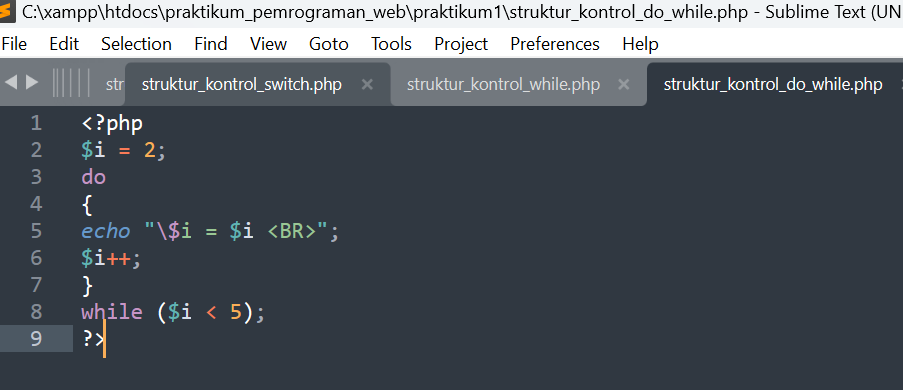 C:\xampp\htdocs\praktikum_pemrograman_web\praktikum1\struktur_kontrol_do_while.php - Sublime Text (UN
File Edit Selection Find View Goto Tools Project Preferences Help
str struktur_kontrol_switch.php × struktur_kontrol_while.php × struktur_kontrol_do_while.php
1 <?php
2 $i = 2;
3 do
4 {
5 echo "\$i = $i <BR>";
6 $i++;
7 }
8 while ($i < 5);
9 ?>